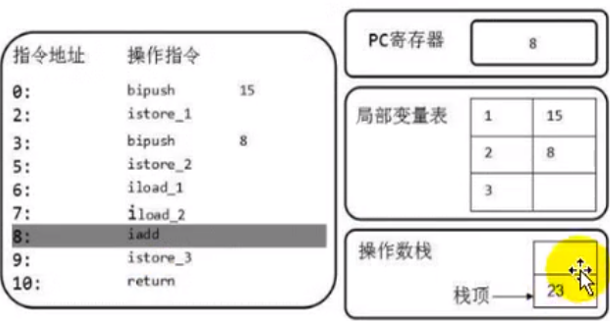 指令地址 操作指令
0: bipush 15
2: istore_1
3: bipush 8
5: istore_2
6: iload_1
7: iload_2
8: iadd
9: istore_3
10: return
PC寄存器 8
局部变量表
1 15
2 8
3
操作数栈
栈顶 23